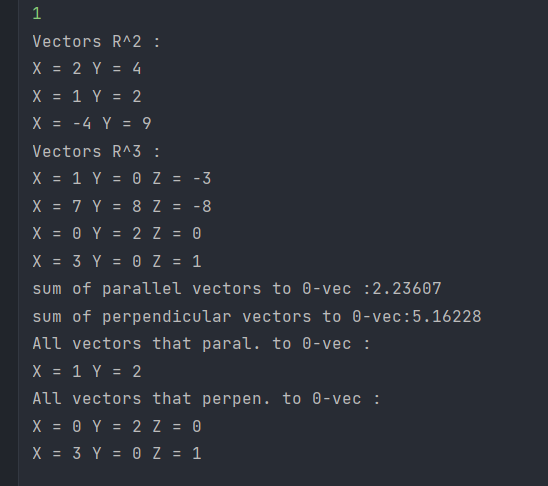 1
Vectors R^2 :
X = 2 Y = 4
X = 1 Y = 2
X = -4 Y = 9
Vectors R^3 :
X = 1 Y = 0 Z = -3
X = 7 Y = 8 Z = -8
X = 0 Y = 2 Z = 0
X = 3 Y = 0 Z = 1
sum of parallel vectors to 0-vec :2.23607
sum of perpendicular vectors to 0-vec:5.16228
All vectors that paral. to 0-vec :
X = 1 Y = 2
All vectors that perpen. to 0-vec :
X = 0 Y = 2 Z = 0
X = 3 Y = 0 Z = 1